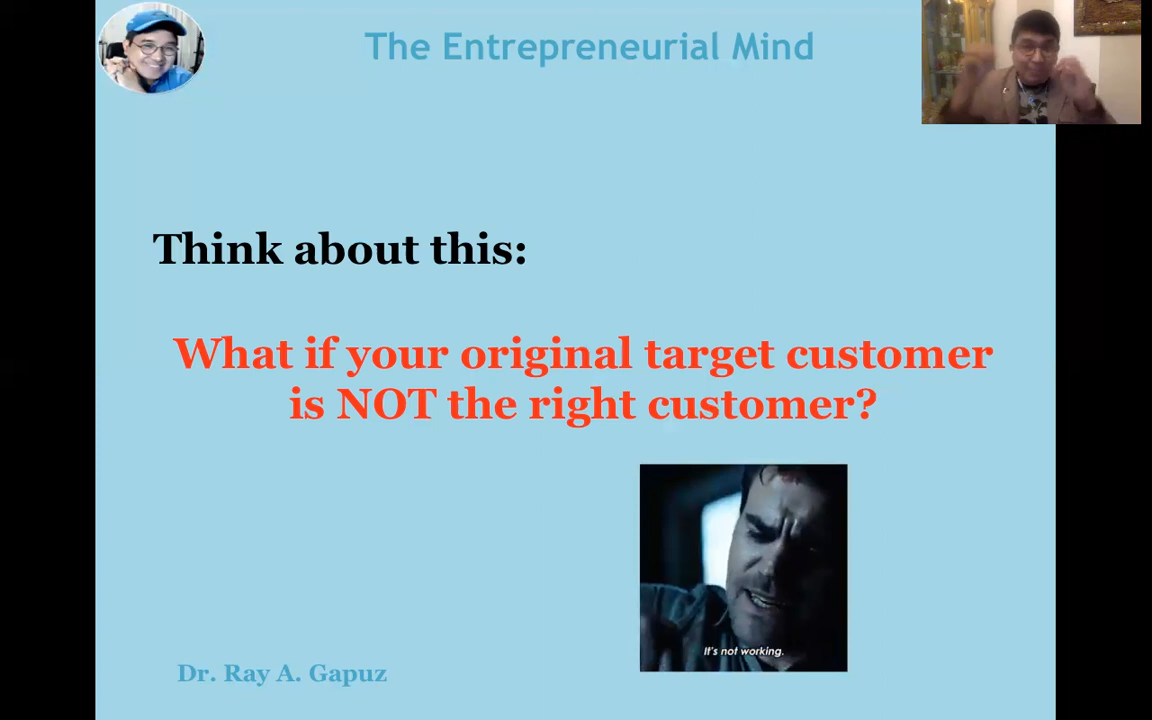 The Entrepreneurial Mind
Think about this:
What if your original target customer
is NOT the right customer?
It's not working.
Dr. Ray A. Gapuz